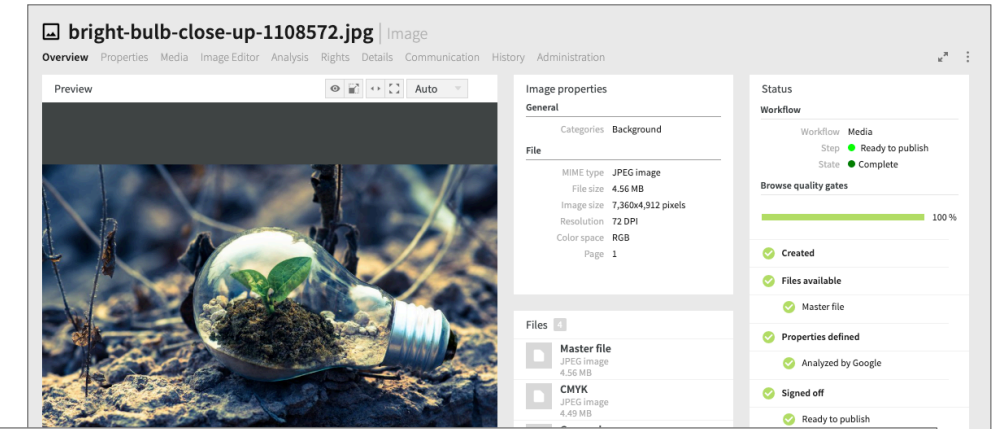 bright-bulb-close-up-1108572.jpg | Image
Overview Properties Media Image Editor Analysis Rights Details Communication History Administration
Preview
Auto
Image properties
General
Categories Background
File
MIME type JPEG image
File size 4.56 MB
Image size 7,360x4,912 pixels
Resolution 72 DPI
Color space RGB
Page 1
Files 4
Master file
JPEG image
4.56 MB
CMYK
JPEG image
4.49 MB
Status
Workflow
Workflow Media
Step Ready to publish
State Complete
Browse quality gates
100 %
Created
Files available
Master file
Properties defined
Analyzed by Google
Signed off
Ready to publish